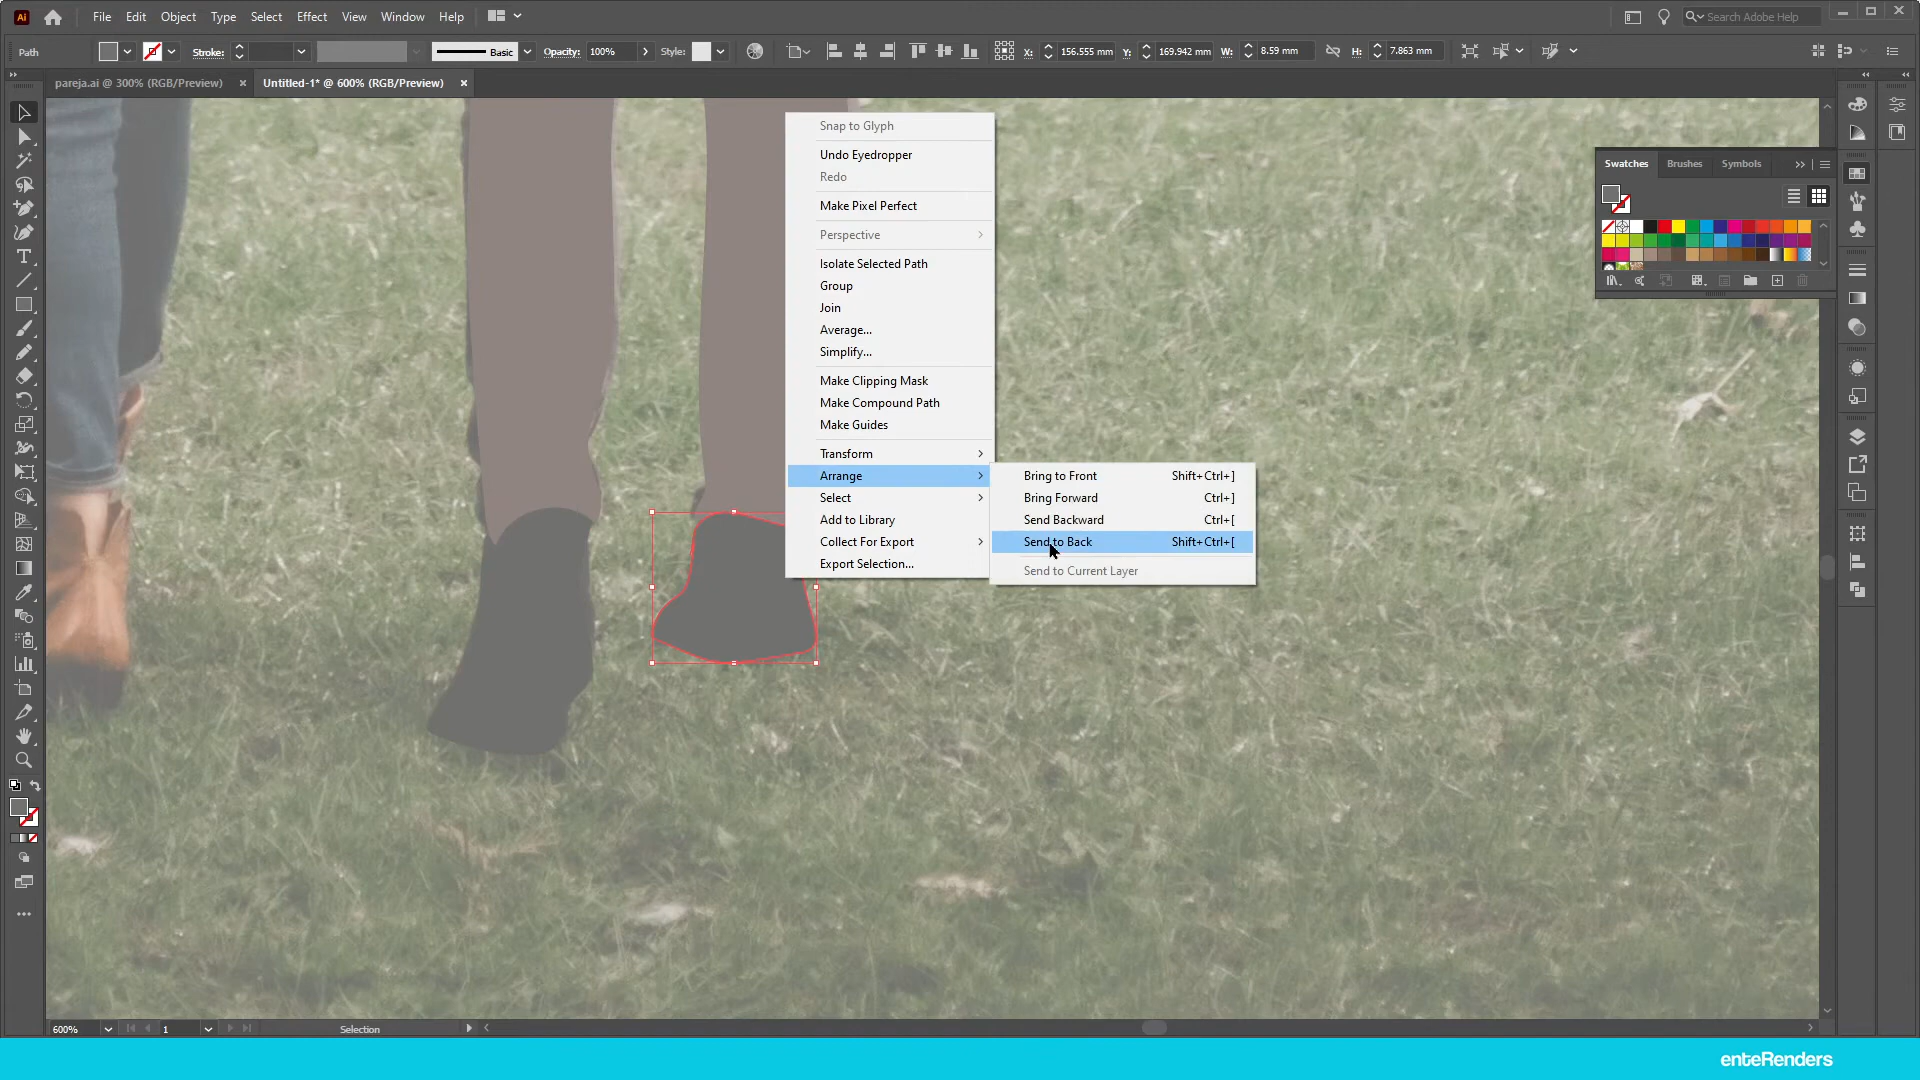 Ai File Edit Object Type Select Effect View Window Help Search Adobe Help
Path Stroke: Basic Opacity: 100% Style: X: 156.555 mm Y: 169.942 mm W: 8.59 mm H: 7.863 mm
pareja.ai @ 300% (RGB/Preview) Untitled-1* @ 600% (RGB/Preview)
Snap to Glyph
Undo Eyedropper
Redo
Make Pixel Perfect
Perspective
Isolate Selected Path
Group
Join
Average...
Simplify...
Make Clipping Mask
Make Compound Path
Make Guides
Transform
Arrange
Select
Add to Library
Collect For Export
Export Selection...
Bring to Front Shift+Ctrl+]
Bring Forward Ctrl+]
Send Backward Ctrl+[
Send to Back Shift+Ctrl+[
Send to Current Layer
Swatches Brushes Symbols
600% 1 Selection
enteRenders